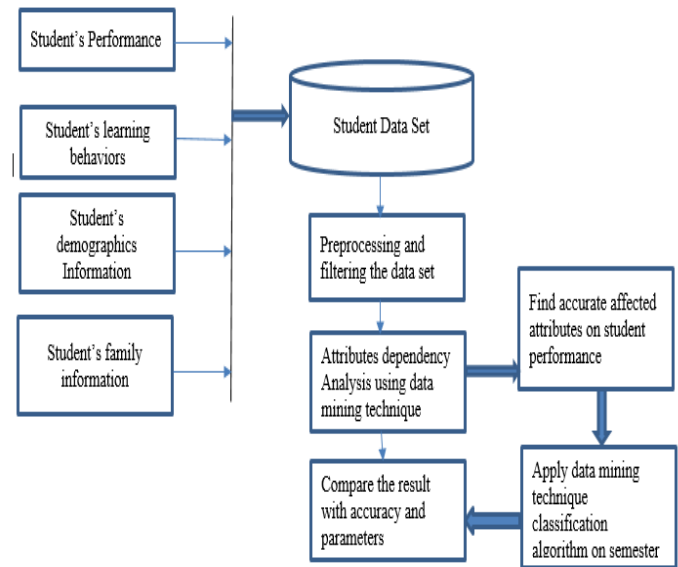 Student’s Performance
Student’s learning
behaviors
Student’s
demographics
Information
Student’s family
information
Student Data Set
Preprocessing and
filtering the data set
Attributes dependency
Analysis using data
mining technique
Find accurate affected
attributes on student
performance
Apply data mining
technique
classification
algorithm on semester
Compare the result
with accuracy and
parameters